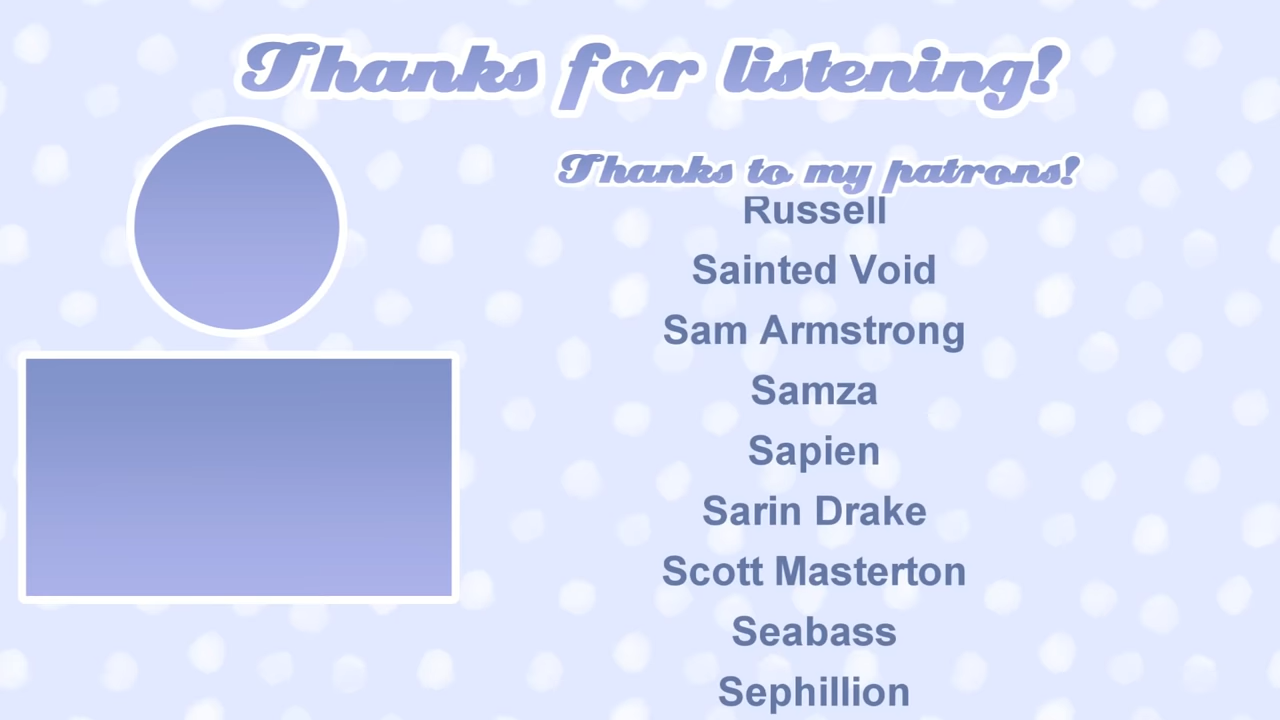 Thanks for listening!
Thanks to my patrons!
Russell
Sainted Void
Sam Armstrong
Samza
Sapien
Sarin Drake
Scott Masterton
Seabass
Sephillion